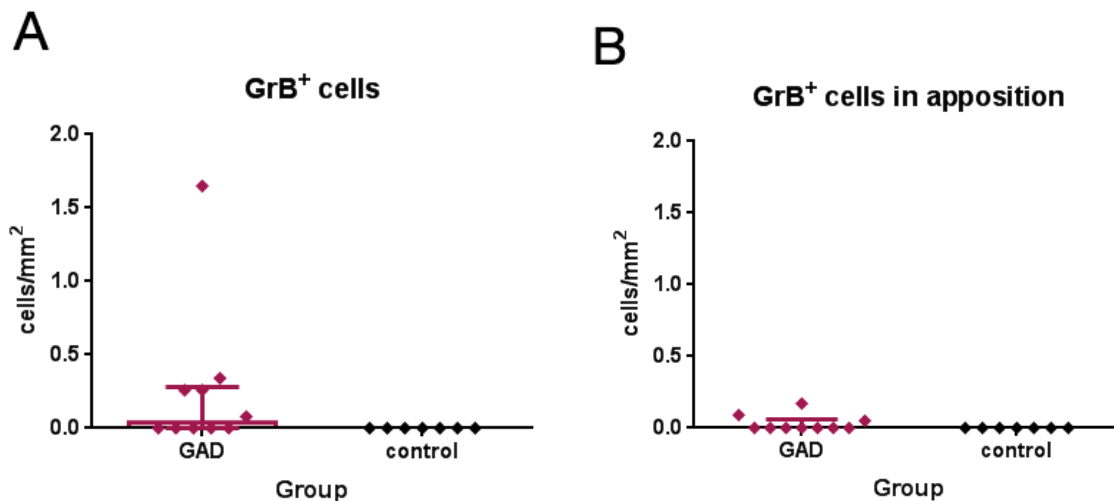 A
GrB⁺ cells
2.0
1.5
1.0
0.5
0.0
cells/mm²
GAD
control
Group
B
GrB⁺ cells in apposition
2.0
1.5
1.0
0.5
0.0
cells/mm²
GAD
control
Group